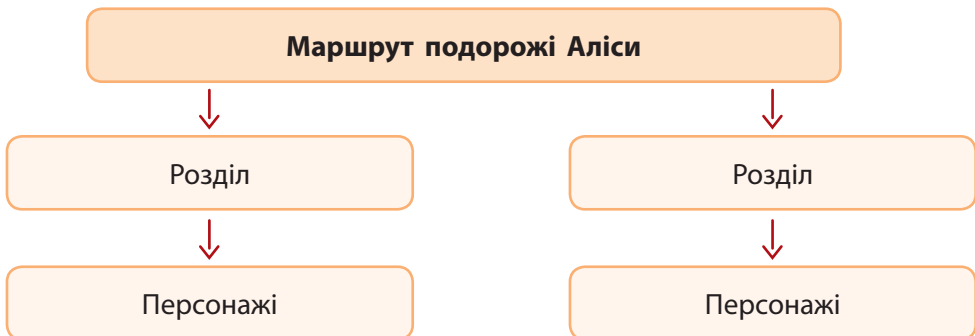 Маршрут подорожі Аліси
Розділ
Розділ
Персонажі
Персонажі